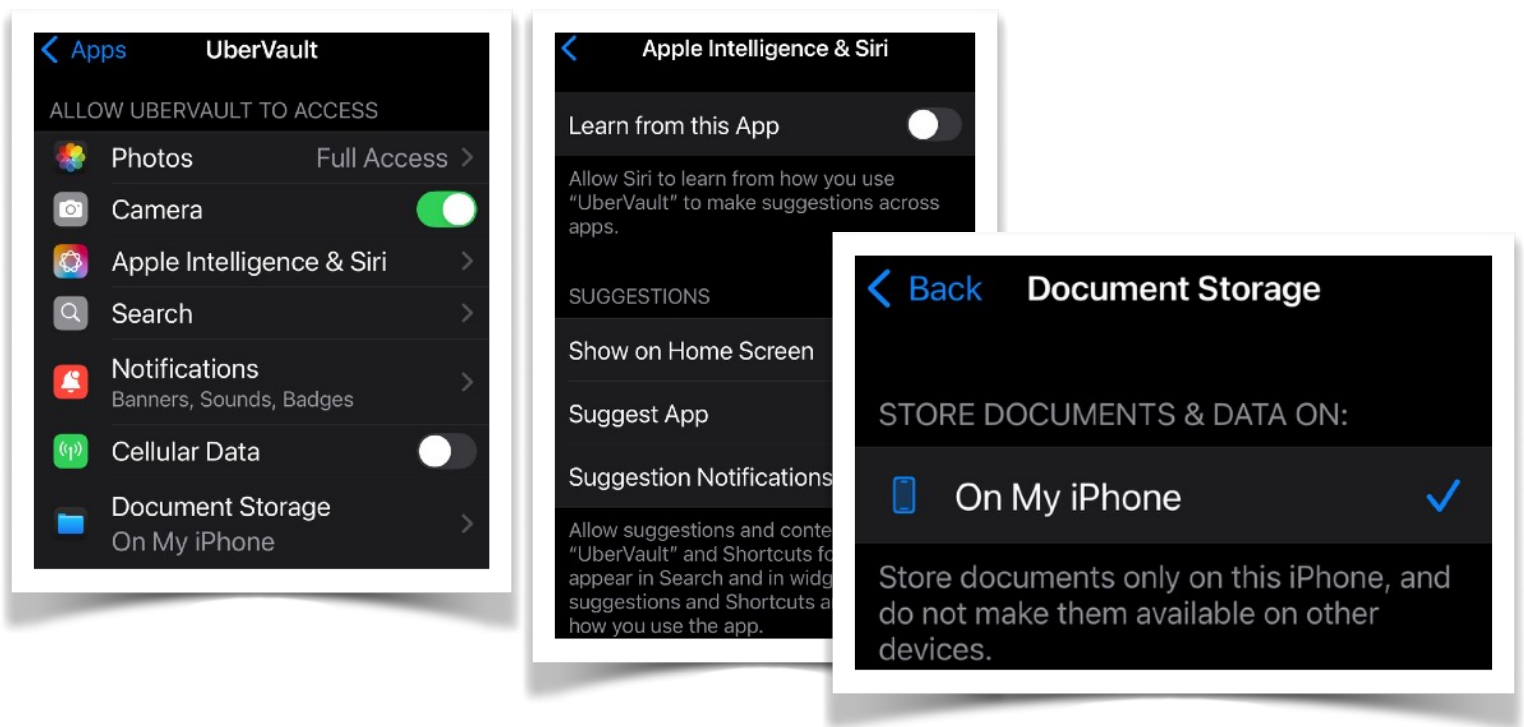 Apps
UberVault
ALLOW UBERVAULT TO ACCESS
Photos
Full Access
Camera
Apple Intelligence & Siri
Search
Notifications
Banners, Sounds, Badges
Cellular Data
Document Storage
On My iPhone
Apple Intelligence & Siri
Learn from this App
Allow Siri to learn from how you use
“UberVault” to make suggestions across
apps.
SUGGESTIONS
Show on Home Screen
Suggest App
Suggestion Notifications
Allow suggestions and conte
“UberVault” and Shortcuts fo
appear in Search and in widg
suggestions and Shortcuts a
how you use the app.
Back
Document Storage
STORE DOCUMENTS & DATA ON:
On My iPhone
Store documents only on this iPhone, and
do not make them available on other
devices.